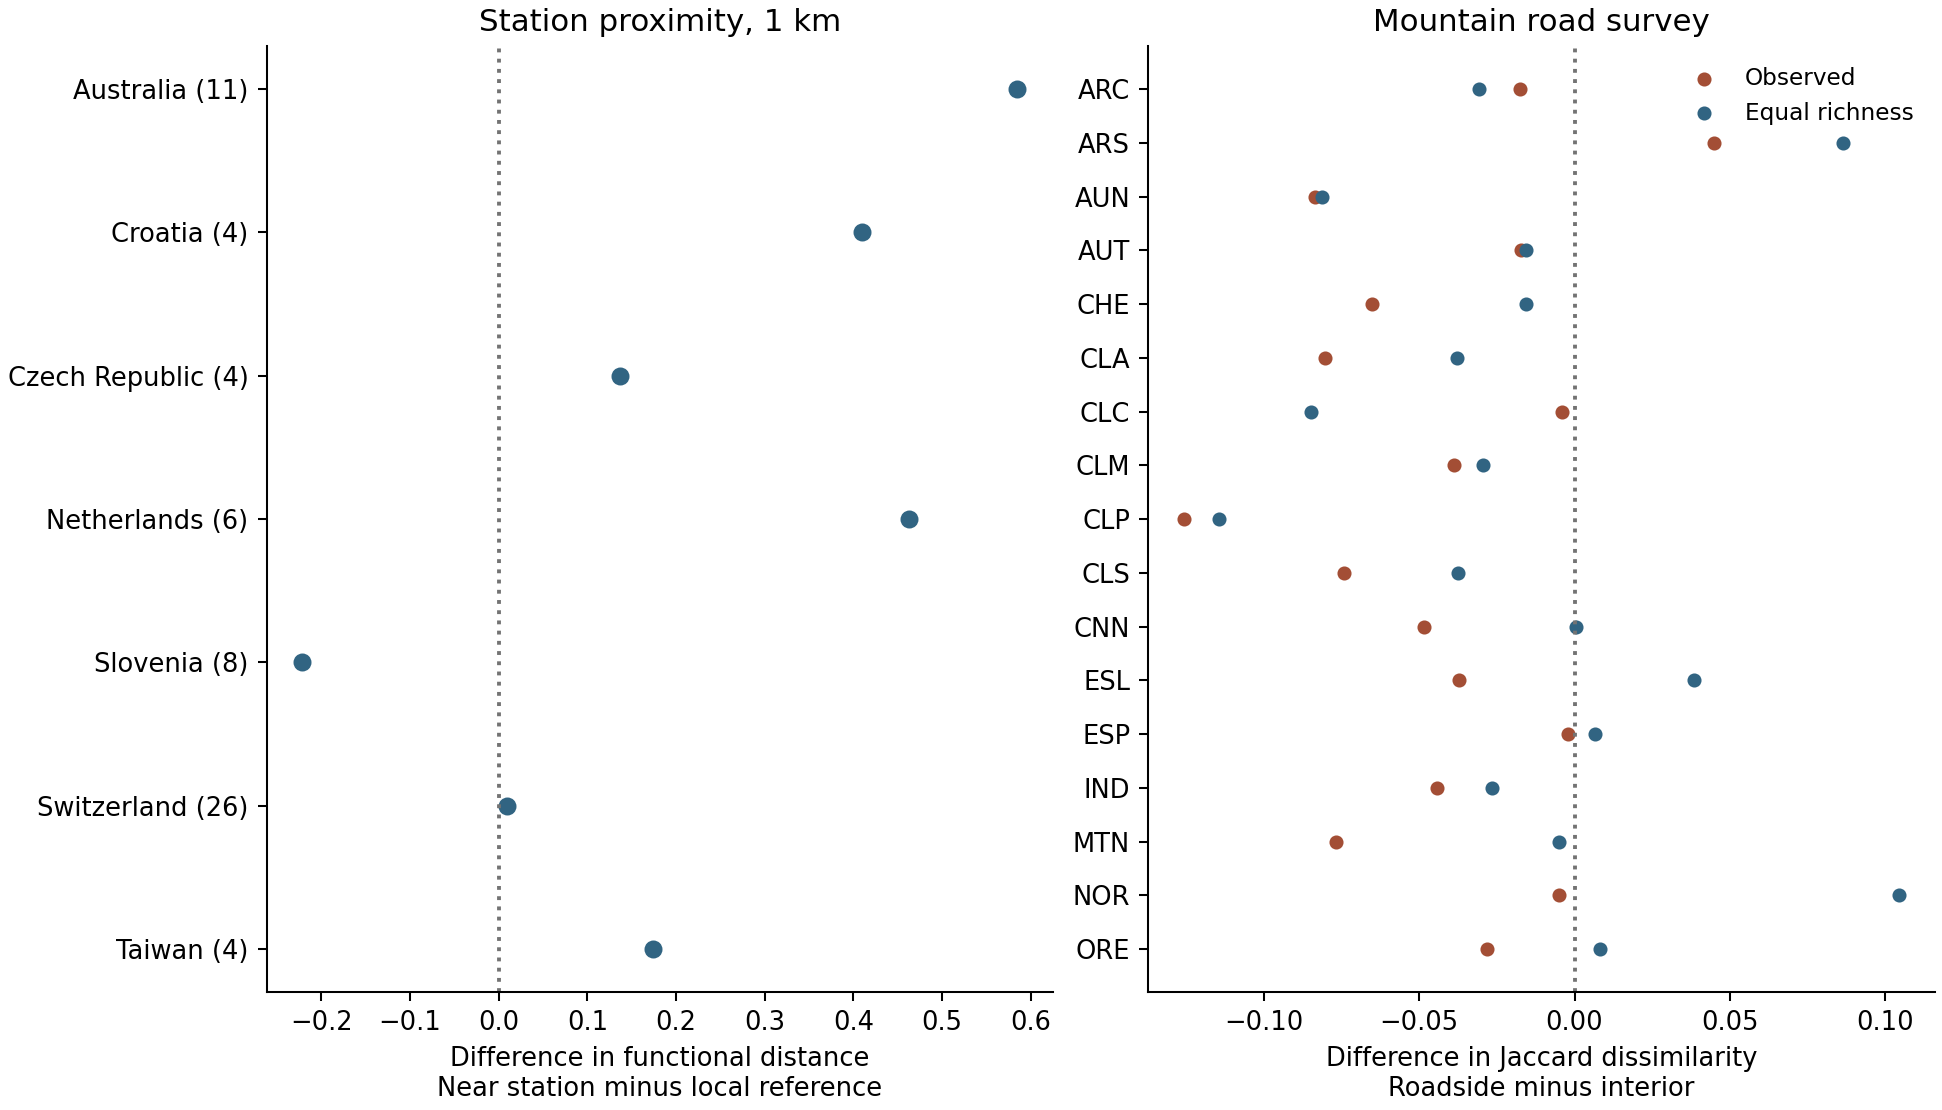 Station proximity, 1 km
Australia (11)
Croatia (4)
Czech Republic (4)
Netherlands (6)
Slovenia (8)
Switzerland (26)
Taiwan (4)
−0.2
−0.1
0.0
0.1
0.2
0.3
0.4
0.5
0.6
Difference in functional distance
Near station minus local reference
Mountain road survey
Observed
Equal richness
ARC
ARS
AUN
AUT
CHE
CLA
CLC
CLM
CLP
CLS
CNN
ESL
ESP
IND
MTN
NOR
ORE
−0.10
−0.05
0.00
0.05
0.10
Difference in Jaccard dissimilarity
Roadside minus interior